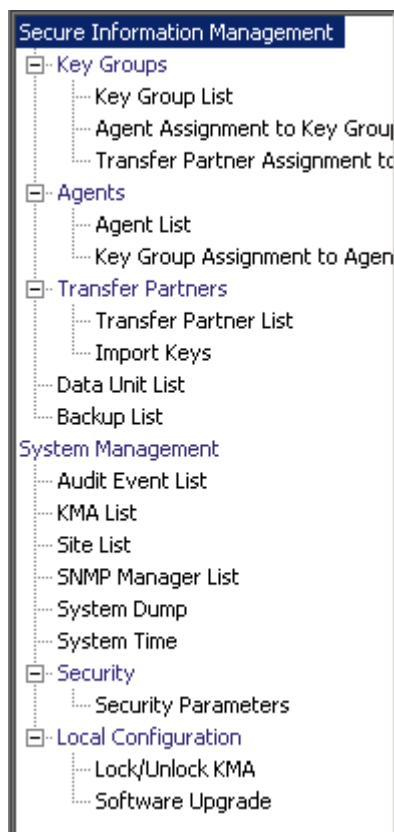 Secure Information Management
Key Groups
Key Group List
Agent Assignment to Key
Transfer Partner Assignment to
Agents
Agent List
Key Group Assignment to
Transfer Partners
Transfer Partner List
Import Keys
Data Unit List
Backup List
System Management
Audit Event List
KMA List
Site List
SNMP Manager List
System Dump
System Time
Security
Security Parameters
Local Configuration
Lock/Unlock KMA
Software Upgrade